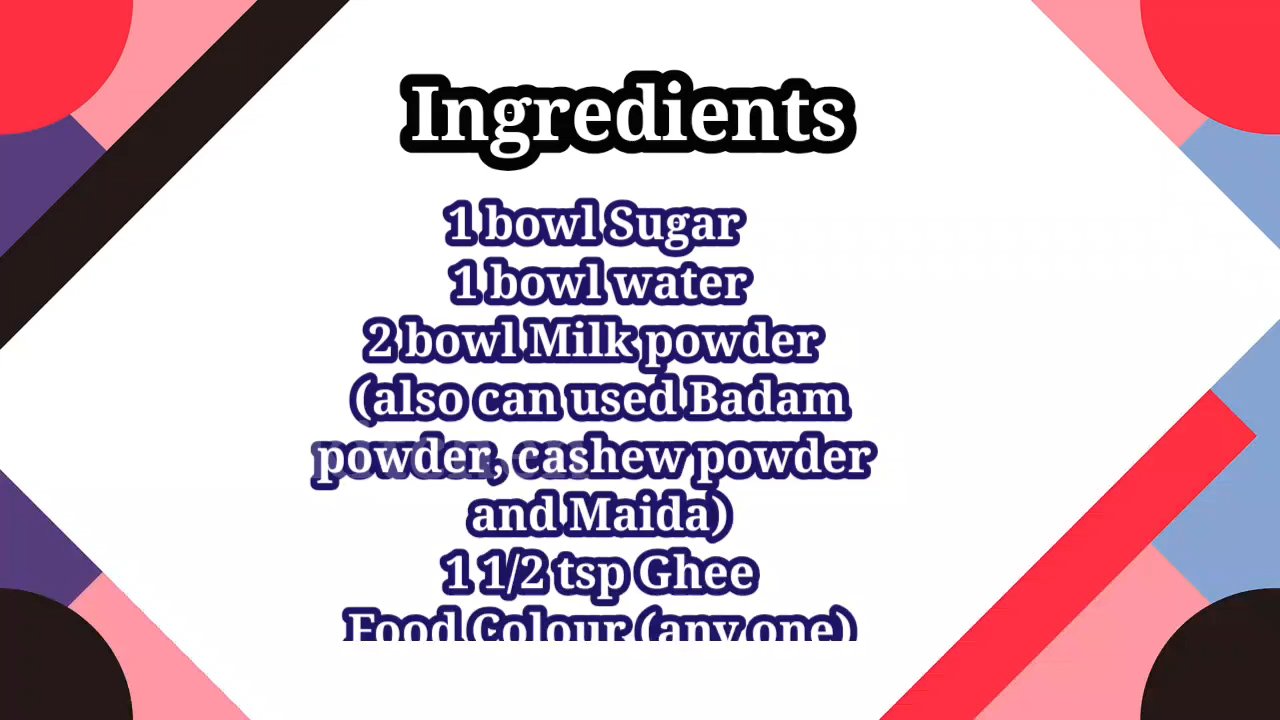 Ingredients
1 bowl Sugar
1 bowl water
2 bowl Milk powder
(also can used Badam
powder, cashew powder
and Maida)
1 1/2 tsp Ghee
Food Colour (any one)